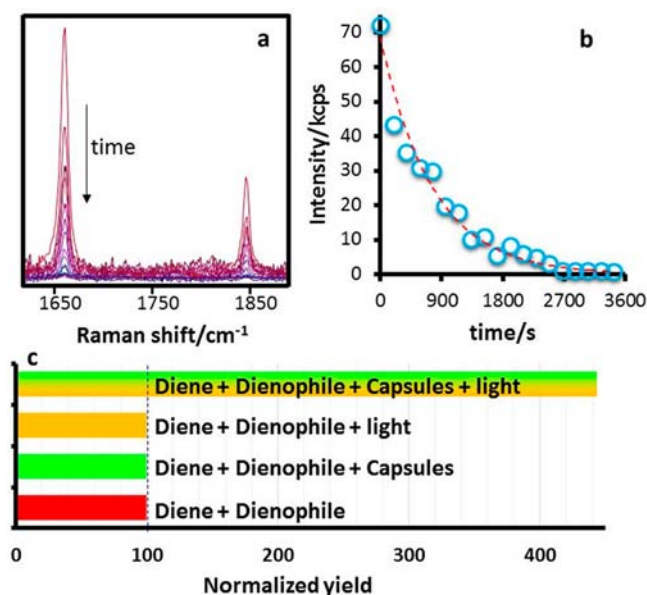 a
time
1650 1750 1850
Raman shift/cm-1
b
70
60
50
40
30
20
10
0
Intensity/kcps
0 900 1800 2700 3600
time/s
c
Diene + Dienophile + Capsules + light
Diene + Dienophile + light
Diene + Dienophile + Capsules
Diene + Dienophile
0 100 200 300 400
Normalized yield